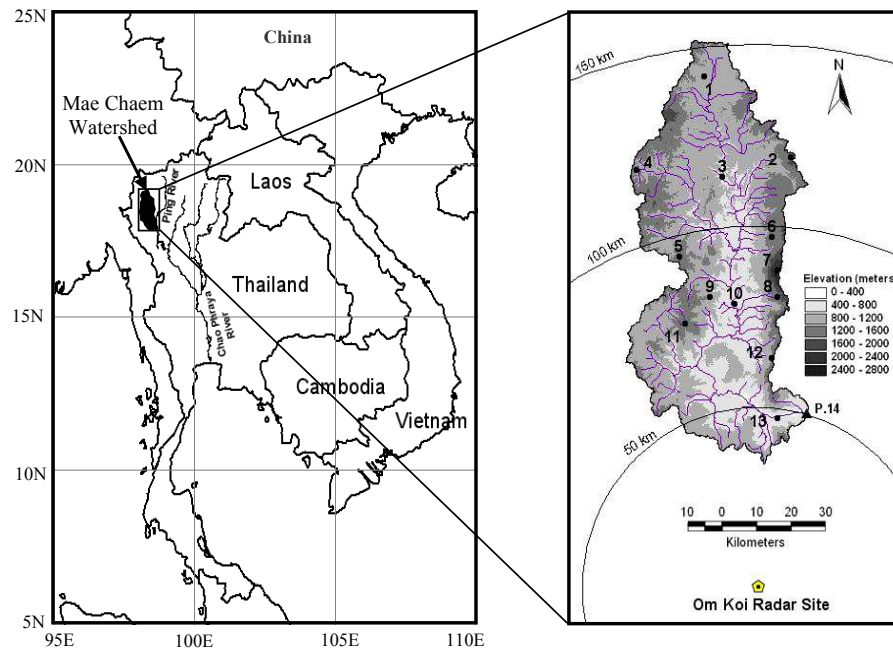 25N
20N
15N
10N
5N
95E
100E
105E
110E
China
Mae Chaem
Watershed
Ping River
Laos
Thailand
Chao Phraya
River
Cambodia
Vietnam
150 km
N
1
2
3
4
100 km
5
6
7
8
9
10
11
12
Elevation (meters
0 - 400
400 - 800
800 - 1200
1200 - 1600
1600 - 2000
2000 - 2400
2400 - 2800
50 km
13
P.14
10 0 10 20 30
Kilometers
Om Koi Radar Site